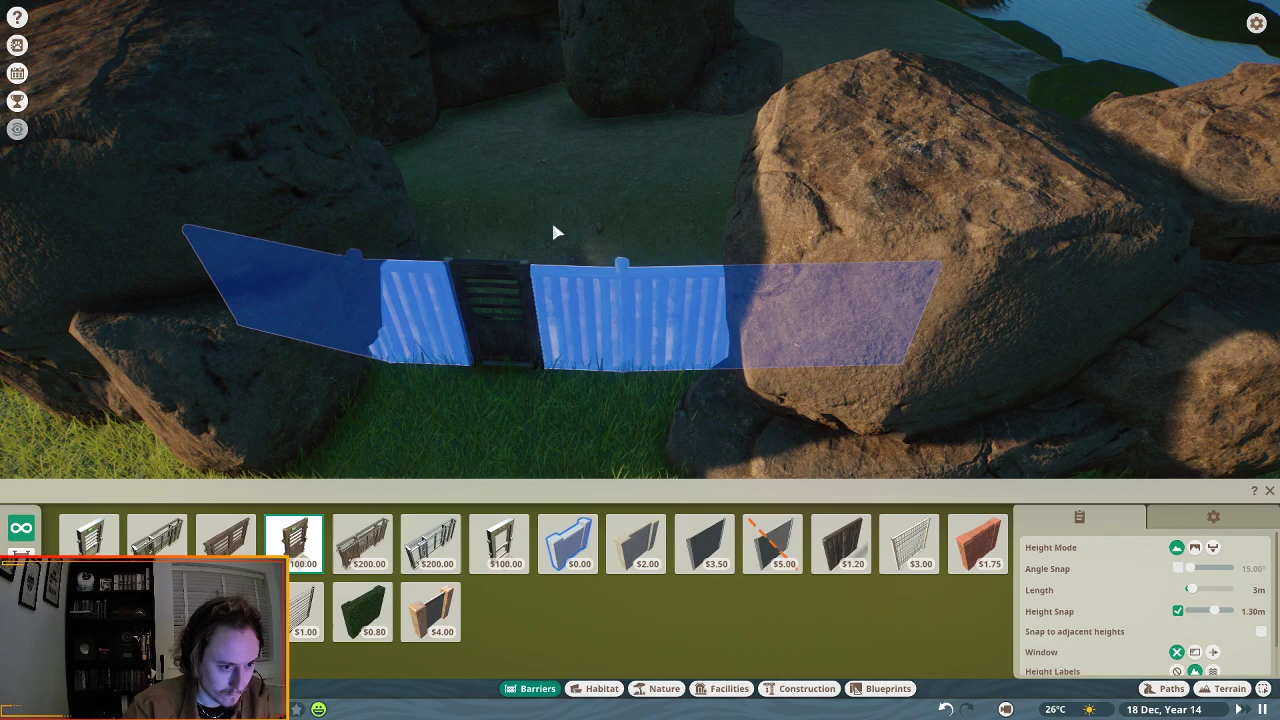 ?
? ×
100.00 $200.00 $200.00 $100.00 $0.00 $2.00 $3.50 $5.00 $1.20 $3.00 $1.75
$1.00 $0.80 $4.00
Height Mode
Angle Snap 15.00°
Length 3m
Height Snap 1.30m
Snap to adjacent heights
Window
Height Labels
Barriers Habitat Nature Facilities Construction Blueprints Paths Terrain
26°C 18 Dec, Year 14